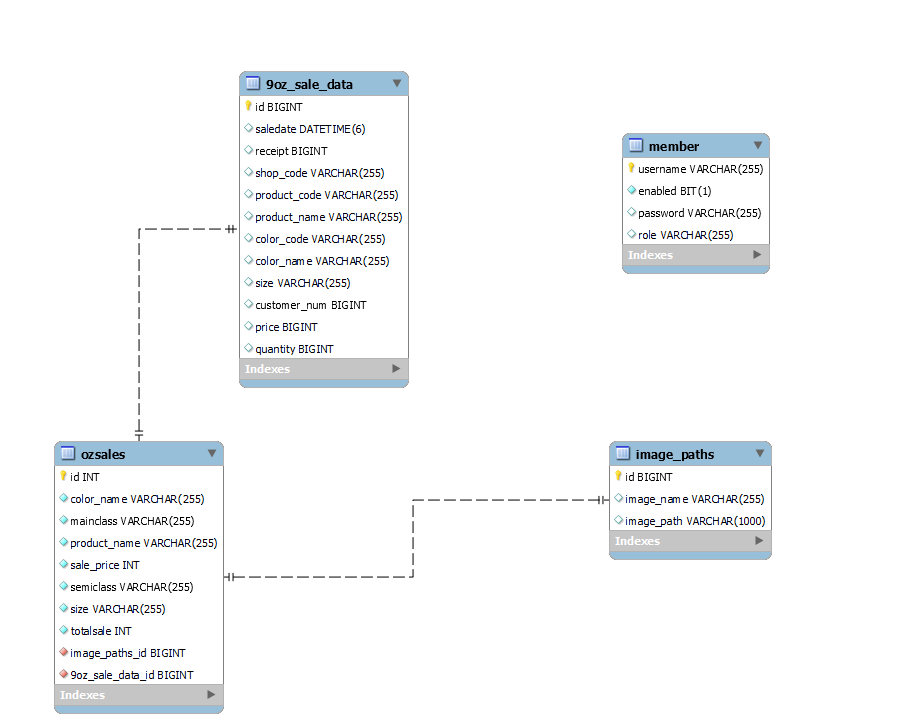 9oz_sale_data
id BIGINT
saledate DATETIME(6)
receipt BIGINT
shop_code VARCHAR(255)
product_code VARCHAR(255)
product_name VARCHAR(255)
color_code VARCHAR(255)
color_name VARCHAR(255)
size VARCHAR(255)
customer_num BIGINT
price BIGINT
quantity BIGINT
Indexes
member
username VARCHAR(255)
enabled BIT(1)
password VARCHAR(255)
role VARCHAR(255)
Indexes
ozsales
id INT
color_name VARCHAR(255)
mainclass VARCHAR(255)
product_name VARCHAR(255)
sale_price INT
semiclass VARCHAR(255)
size VARCHAR(255)
totalsale INT
image_paths_id BIGINT
9oz_sale_data_id BIGINT
Indexes
image_paths
id BIGINT
image_name VARCHAR(255)
image_path VARCHAR(1000)
Indexes